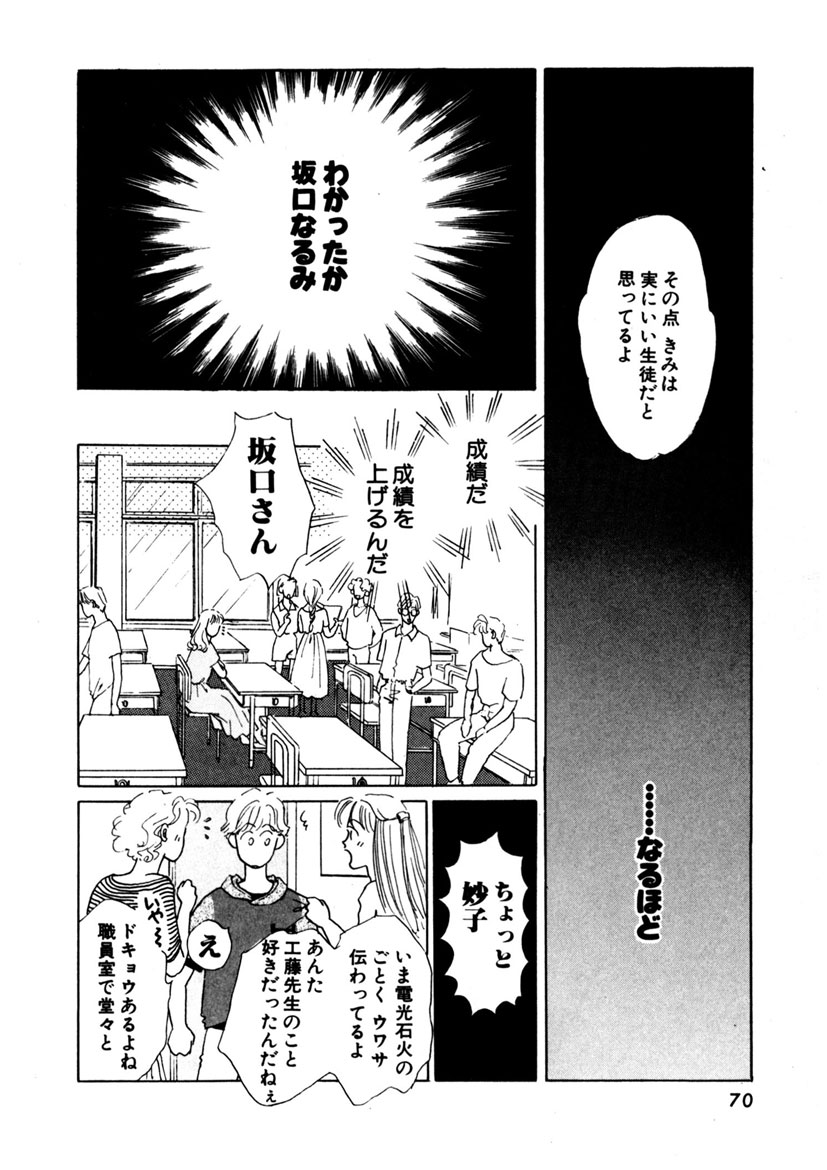 その点 きみは
実にいい生徒だと
思ってるよ
……なるほど
わかったか
坂口なるみ
成績だ
成績を
上げるんだ
坂口さん
ちょっと
妙子
いま電光石火の
ごとく ウワサ
伝わってるよ
あんた
工藤先生のこと
好きだったんだねぇ
え
いや〜
ドキョウあるよね
職員室で堂々と
70